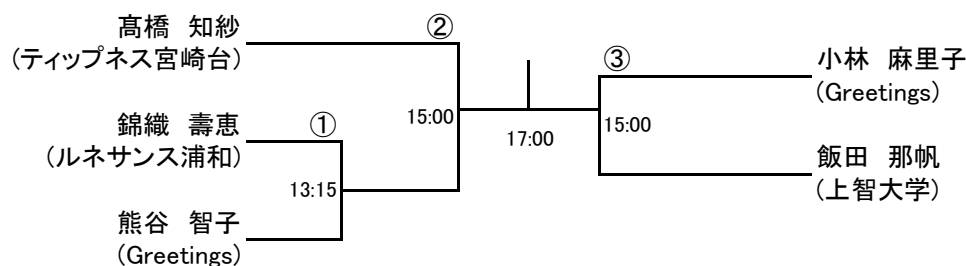 髙橋 知紗
(ティップネス宮崎台)
②
錦織 壽恵
(ルネサンス浦和)
①
13:15
15:00
熊谷 智子
(Greetings)
17:00
③
15:00
小林 麻里子
(Greetings)
飯田 那帆
(上智大学)